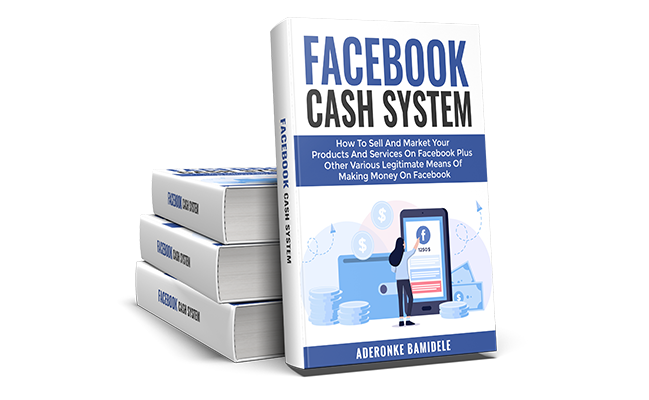 FACEBOOK
CASH SYSTEM
How To Sell And Market Your
Products And Services On Facebook Plus
Other Various Legitimate Means Of
Making Money On Facebook
$
$
f
1250 $
$
ADERONKE BAMIDELE
FACEBOOK CASH SYSTEM
FACEBOOK CASH SYSTEM
FACEBOOK CASH SYSTEM
FACEBOOK CASH SYSTEM